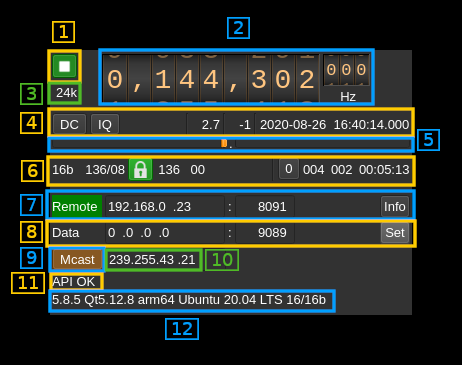 1
2
0,144,302
000
Hz
3
24k
4
DC IQ 2.7 -1 2020-08-26 16:40:14.000
5
6
16b 136/08 136 00 0 004 002 00:05:13
7
Remote 192.168.0 .23 : 8091 Info
8
Data 0 .0 .0 .0 : 9089 Set
9
Mcast 239.255.43 .21
10
11
API OK
5.8.5 Qt5.12.8 arm64 Ubuntu 20.04 LTS 16/16b
12